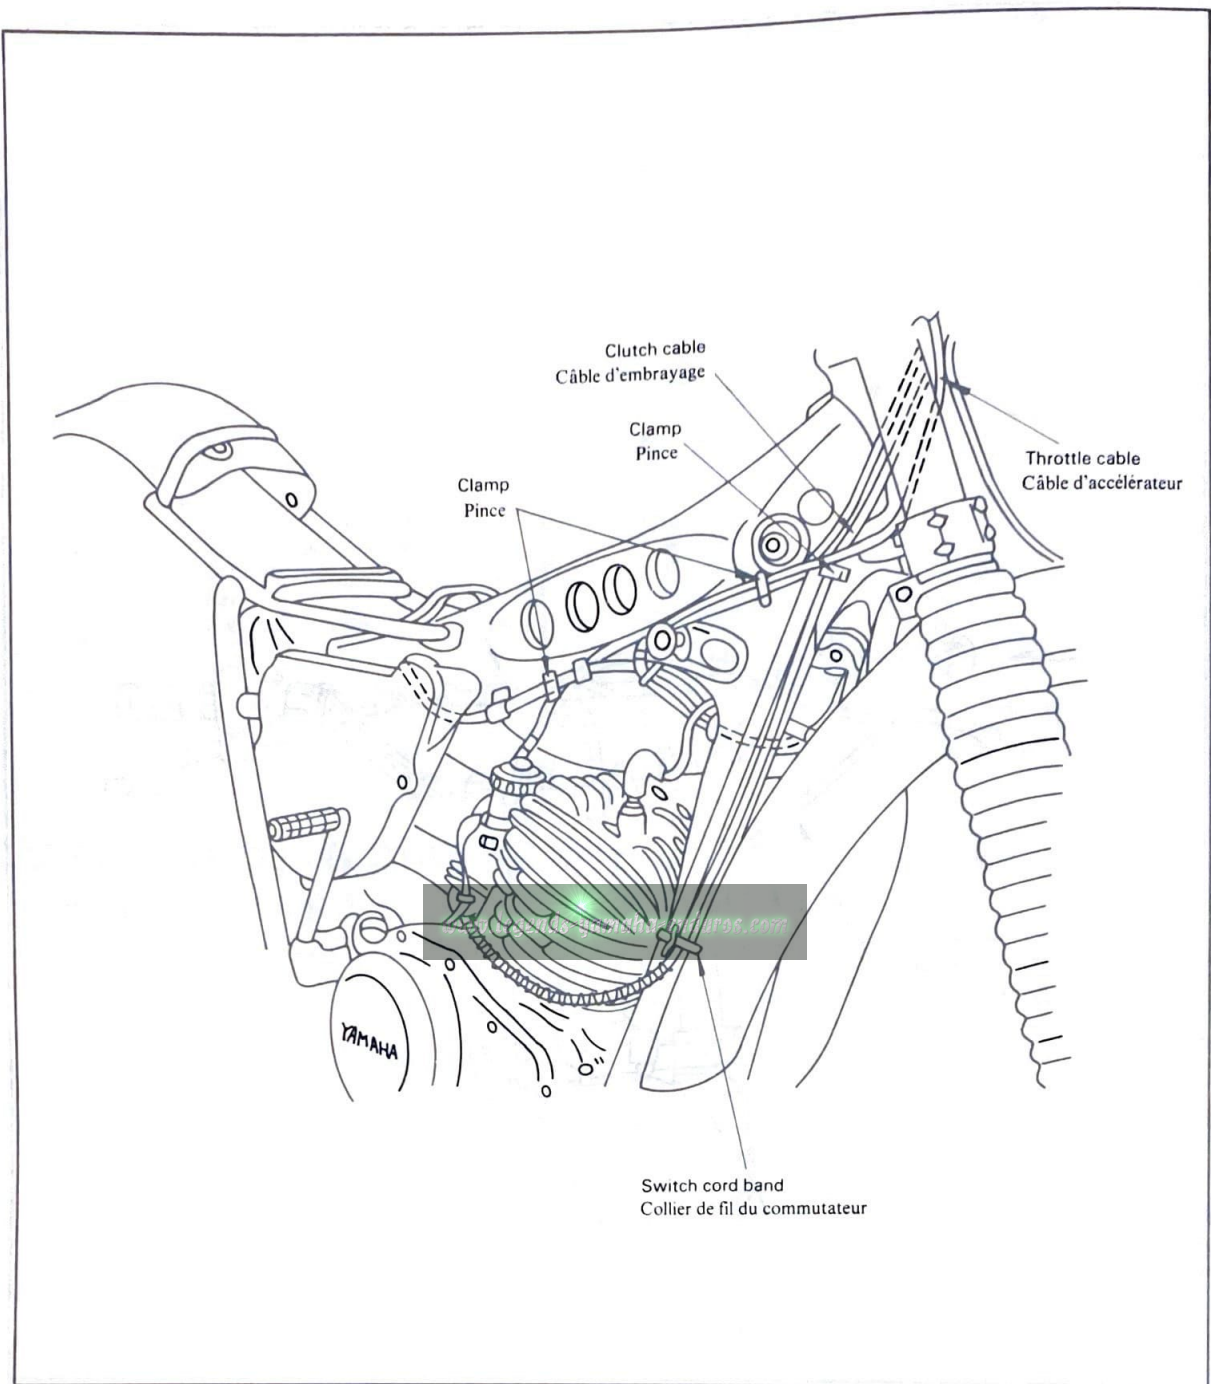 Clutch cable
Câble d'embrayage
Clamp
Pince
Clamp
Pince
Throttle cable
Câble d'accélérateur
YAMAHA
Switch cord band
Collier de fil du commutateur